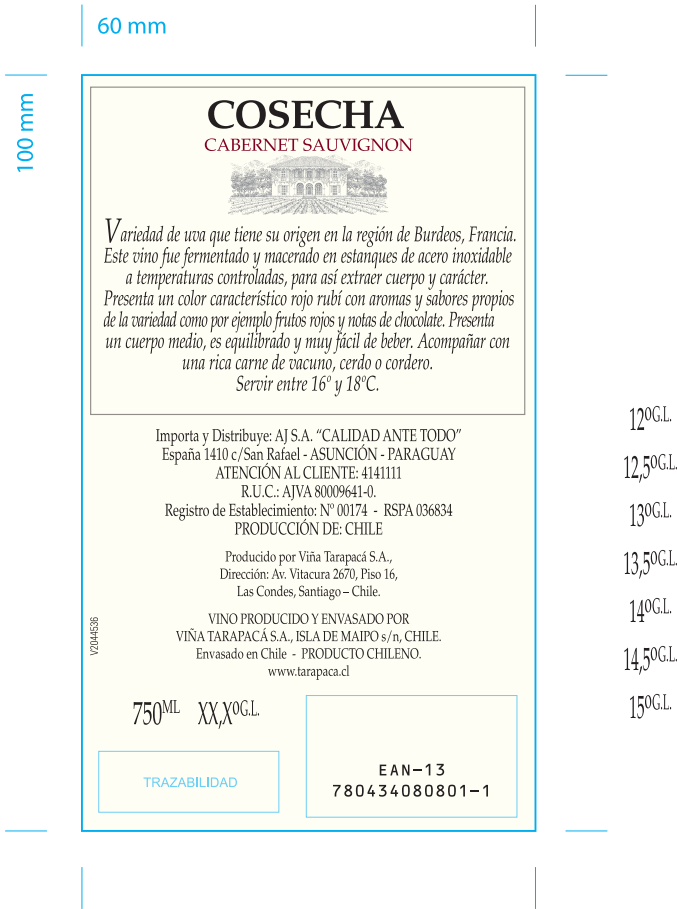 60 mm
100 mm
COSECHA
CABERNET SAUVIGNON
Variedad de uva que tiene su origen en la región de Burdeos, Francia.
Este vino fue fermentado y macerado en estanques de acero inoxidable
a temperaturas controladas, para así extraer cuerpo y carácter.
Presenta un color característico rojo rubí con aromas y sabores propios
de la variedad como por ejemplo frutos rojos y notas de chocolate. Presenta
un cuerpo medio, es equilibrado y muy fácil de beber. Acompañar con
una rica carne de vacuno, cerdo o cordero.
Servir entre 16º y 18ºC.
Importa y Distribuye: AJ S.A. “CALIDAD ANTE TODO”
España 1410 c/San Rafael - ASUNCIÓN - PARAGUAY
ATENCIÓN AL CLIENTE: 4141111
R.U.C.: AJVA 80009641-0.
Registro de Establecimiento: Nº 00174 - RSPA 036834
PRODUCCIÓN DE: CHILE
Producido por Viña Tarapacá S.A.,
Dirección: Av. Vitacura 2670, Piso 16,
Las Condes, Santiago – Chile.
VINO PRODUCIDO Y ENVASADO POR
VIÑA TARAPACÁ S.A., ISLA DE MAIPO s/n, CHILE.
Envasado en Chile - PRODUCTO CHILENO.
www.tarapaca.cl
V2044536
750ML XX,XºG.L.
TRAZABILIDAD
EAN-13
780434080801-1
12ºG.L.
12,5ºG.L.
13ºG.L.
13,5ºG.L.
14ºG.L.
14,5ºG.L.
15ºG.L.